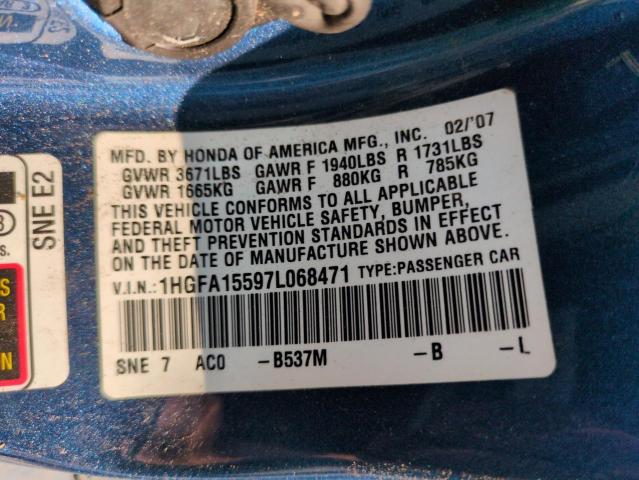 MFD. BY HONDA OF AMERICA MFG., INC. 02/'07
GVWR 3671LBS GAWR F 1940LBS R 1731LBS
GVWR 1665KG GAWR F 880KG R 785KG
THIS VEHICLE CONFORMS TO ALL APPLICABLE
FEDERAL MOTOR VEHICLE SAFETY, BUMPER,
AND THEFT PREVENTION STANDARDS IN EFFECT
ON THE DATE OF MANUFACTURE SHOWN ABOVE.
V.I.N.: 1HGFA15597L068471 TYPE:PASSENGER CAR
SNE 7 AC0 -B537M -B -L
SNE E2